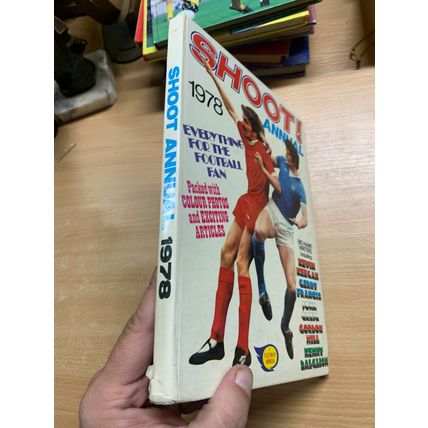 SHOOT ANNUAL 1978
SHOOT!
ANNUAL
1978
EVERYTHING
FOR THE
FOOTBALL
FAN
Packed with
COLOUR PHOTOS
and EXCITING
ARTICLES
including
KEVIN
KEEGAN
GERRY
FRANCIS
GORDON
HILL
KENNY
DALGLISH